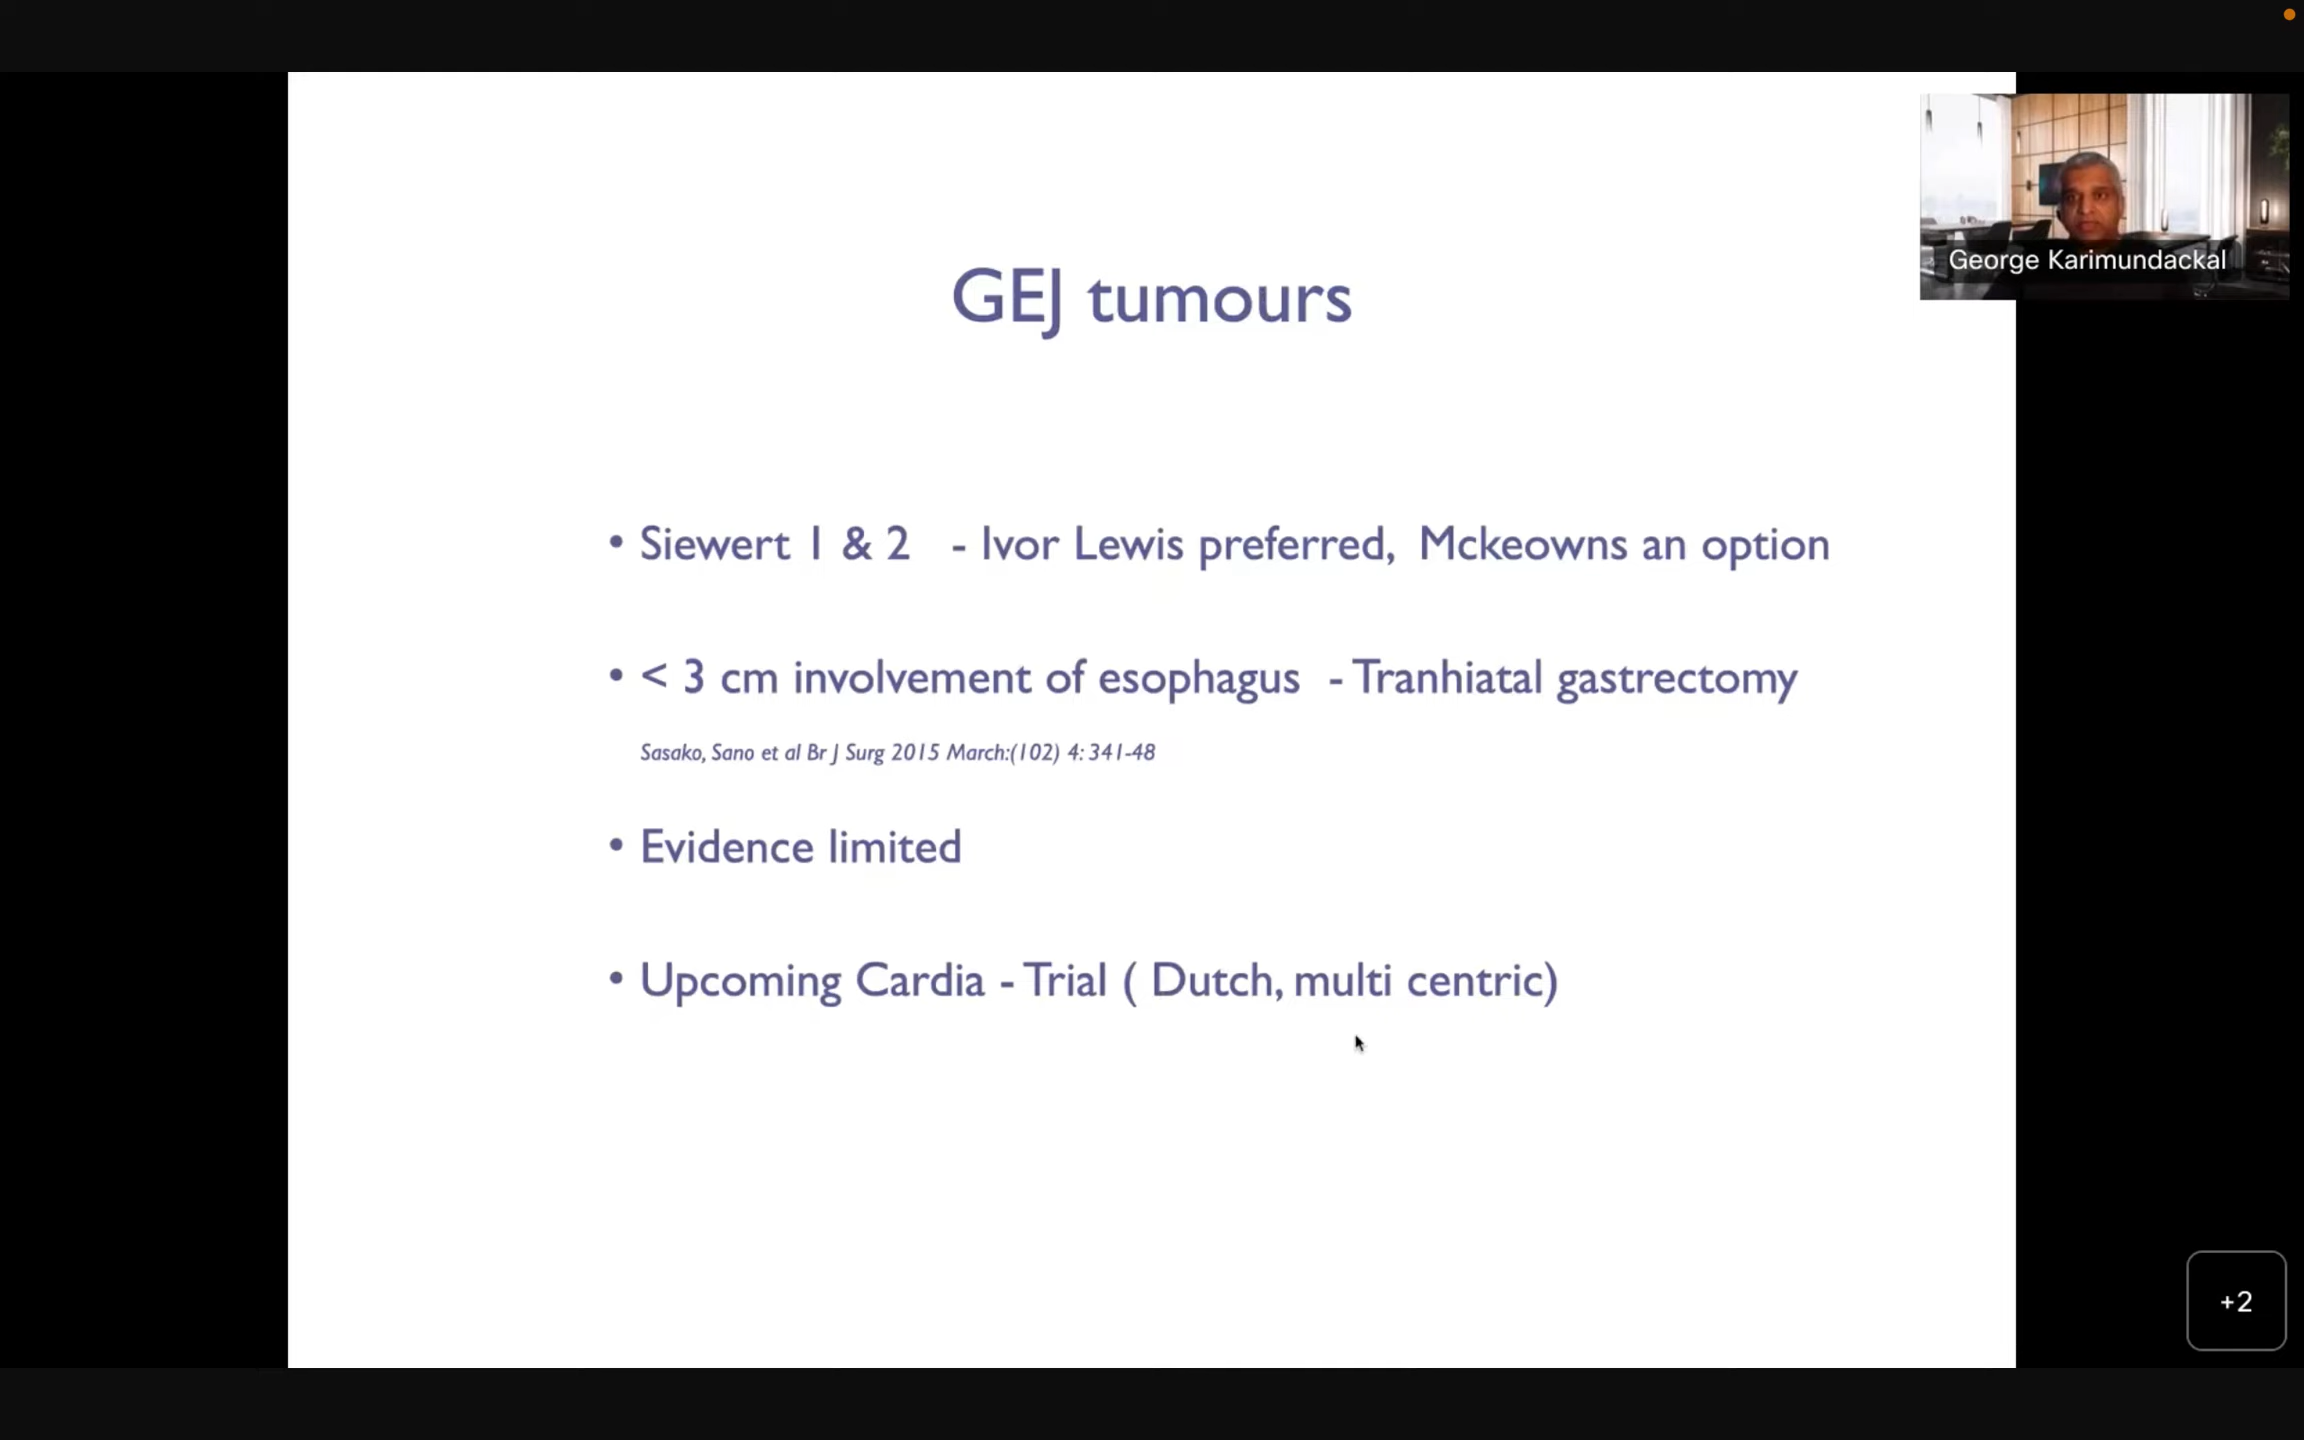 GEJ tumours
George Karimundackal
• Siewert 1 & 2 - Ivor Lewis preferred, Mckeowns an option
• < 3 cm involvement of esophagus - Tranhiatal gastrectomy
Sasako, Sano et al Br J Surg 2015 March:(102) 4: 341-48
• Evidence limited
• Upcoming Cardia - Trial ( Dutch, multi centric)
+2